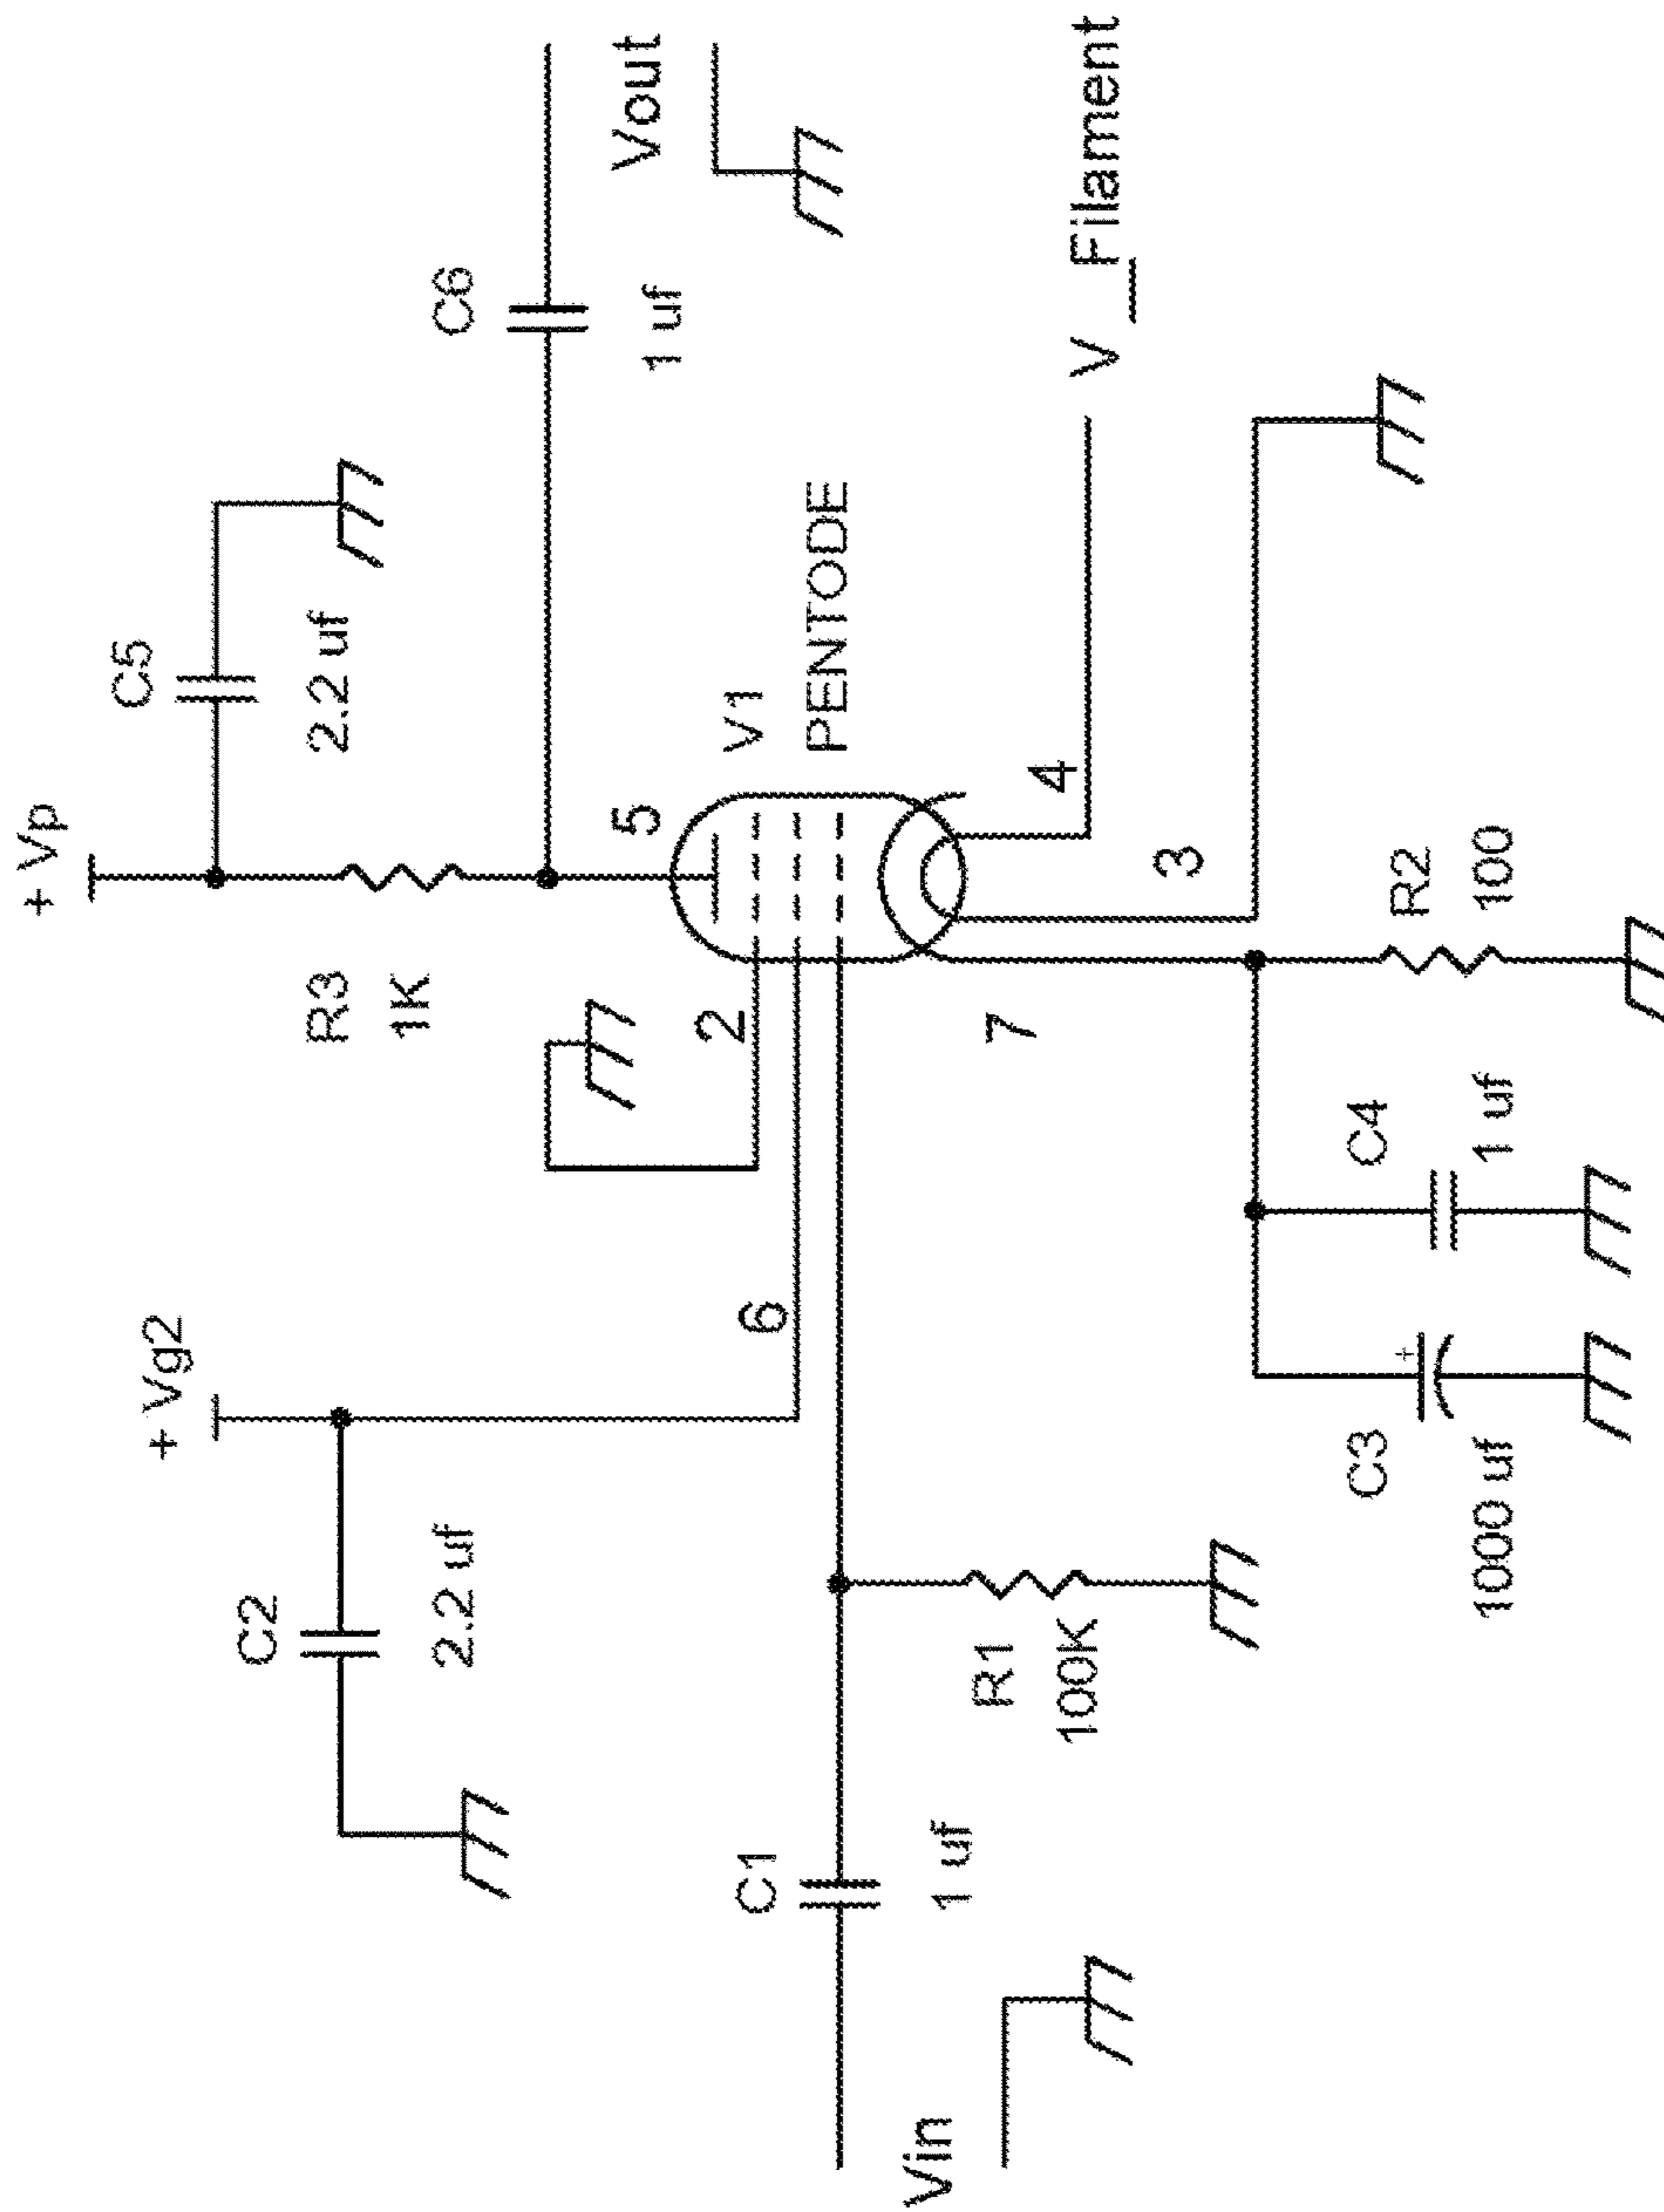 + Vp
C5
2.2 uf
+ Vg2
C2
2.2 uf
R3
1K
C6
1 uf
5
Vout
2
V1
PENTODE
6
C1
1 uf
Vin
R1
100K
7
4
V_Filament
3
R2
100
C4
1 uf
+
C3
1000 uf